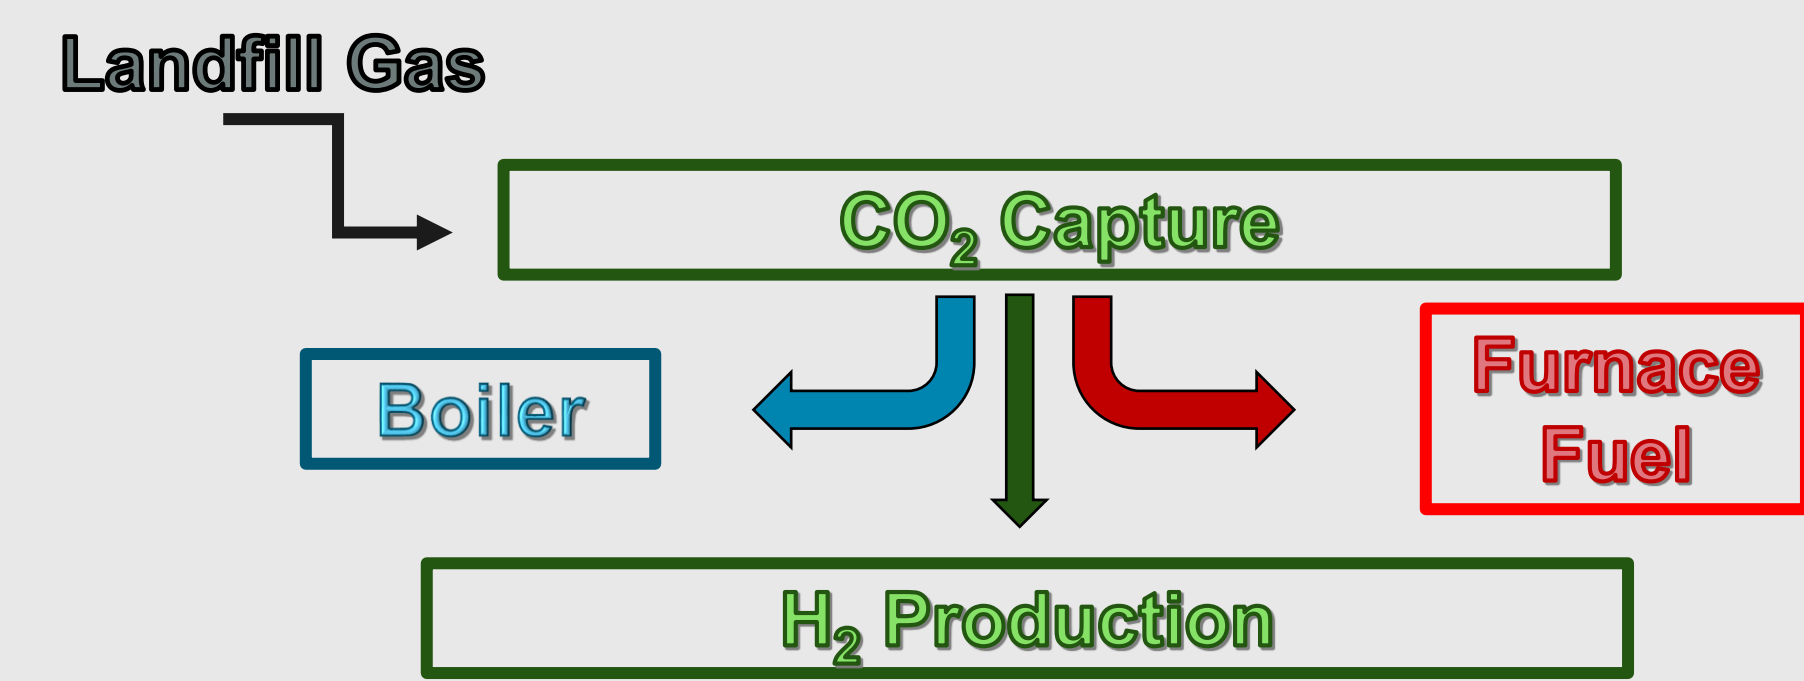 Landfill Gas
CO₂ Capture
Boiler
Furnace
Fuel
H₂ Production